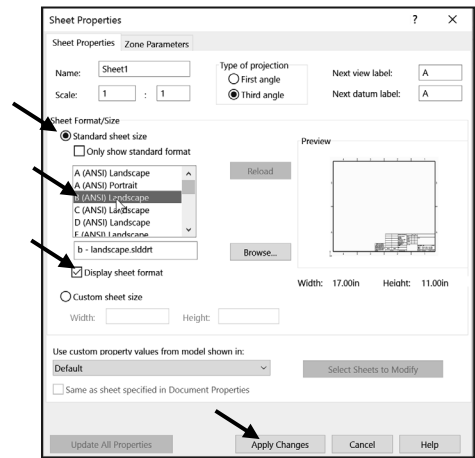 Sheet Properties ? ×
Sheet Properties Zone Parameters
Name: Sheet1
Scale: 1 : 1
Type of projection
First angle
Third angle
Next view label: A
Next datum label: A
Sheet Format/Size
Standard sheet size
Only show standard format
A (ANSI) Landscape
A (ANSI) Portrait
B (ANSI) Landscape
C (ANSI) Landscape
D (ANSI) Landscape
E (ANSI) Landscape
Reload
b - landscape.slddrt
Browse...
Display sheet format
Custom sheet size
Width: Height:
Preview
Width: 17.00in Height: 11.00in
Use custom property values from model shown in:
Default
Select Sheets to Modify
Same as sheet specified in Document Properties
Update All Properties Apply Changes Cancel Help